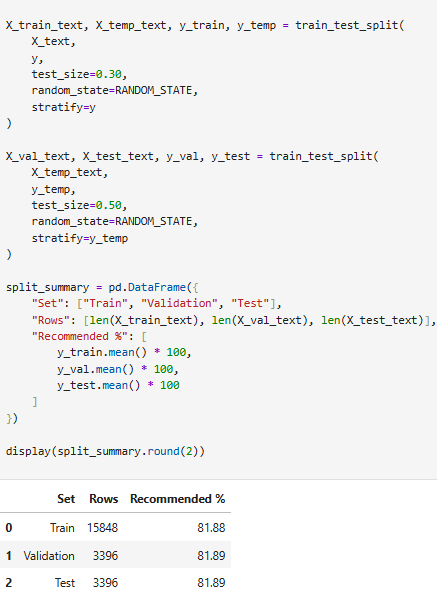 X_train_text, X_temp_text, y_train, y_temp = train_test_split(
    X_text,
    y,
    test_size=0.30,
    random_state=RANDOM_STATE,
    stratify=y
)

X_val_text, X_test_text, y_val, y_test = train_test_split(
    X_temp_text,
    y_temp,
    test_size=0.50,
    random_state=RANDOM_STATE,
    stratify=y_temp
)

split_summary = pd.DataFrame({
    "Set": ["Train", "Validation", "Test"],
    "Rows": [len(X_train_text), len(X_val_text), len(X_test_text)],
    "Recommended %": [
        y_train.mean() * 100,
        y_val.mean() * 100,
        y_test.mean() * 100
    ]
})

display(split_summary.round(2))

Set Rows Recommended %
0 Train 15848 81.88
1 Validation 3396 81.89
2 Test 3396 81.89